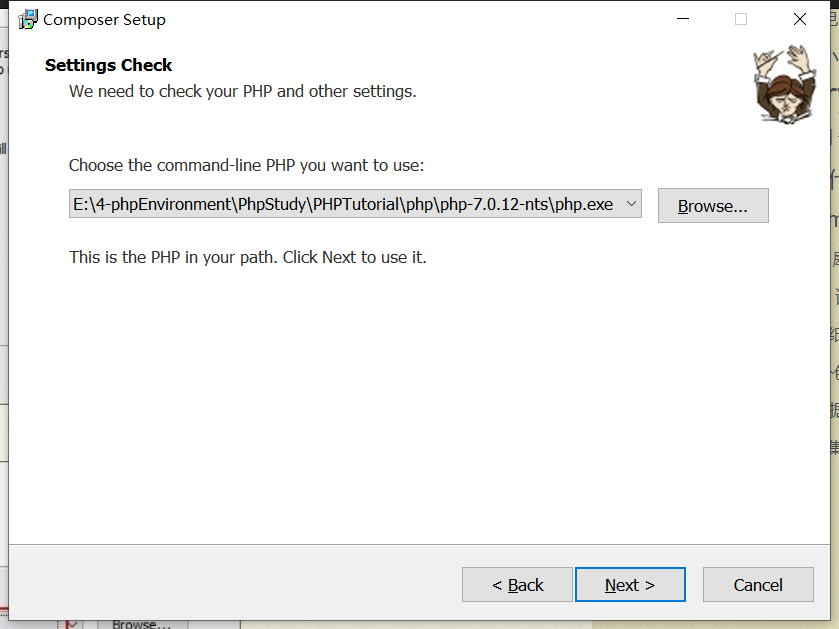 Composer Setup
Settings Check
We need to check your PHP and other settings.
Choose the command-line PHP you want to use:
E:\4-phpEnvironment\PhpStudy\PHPTutorial\php\php-7.0.12-nts\php.exe
Browse...
This is the PHP in your path. Click Next to use it.
< Back
Next >
Cancel
Browse...